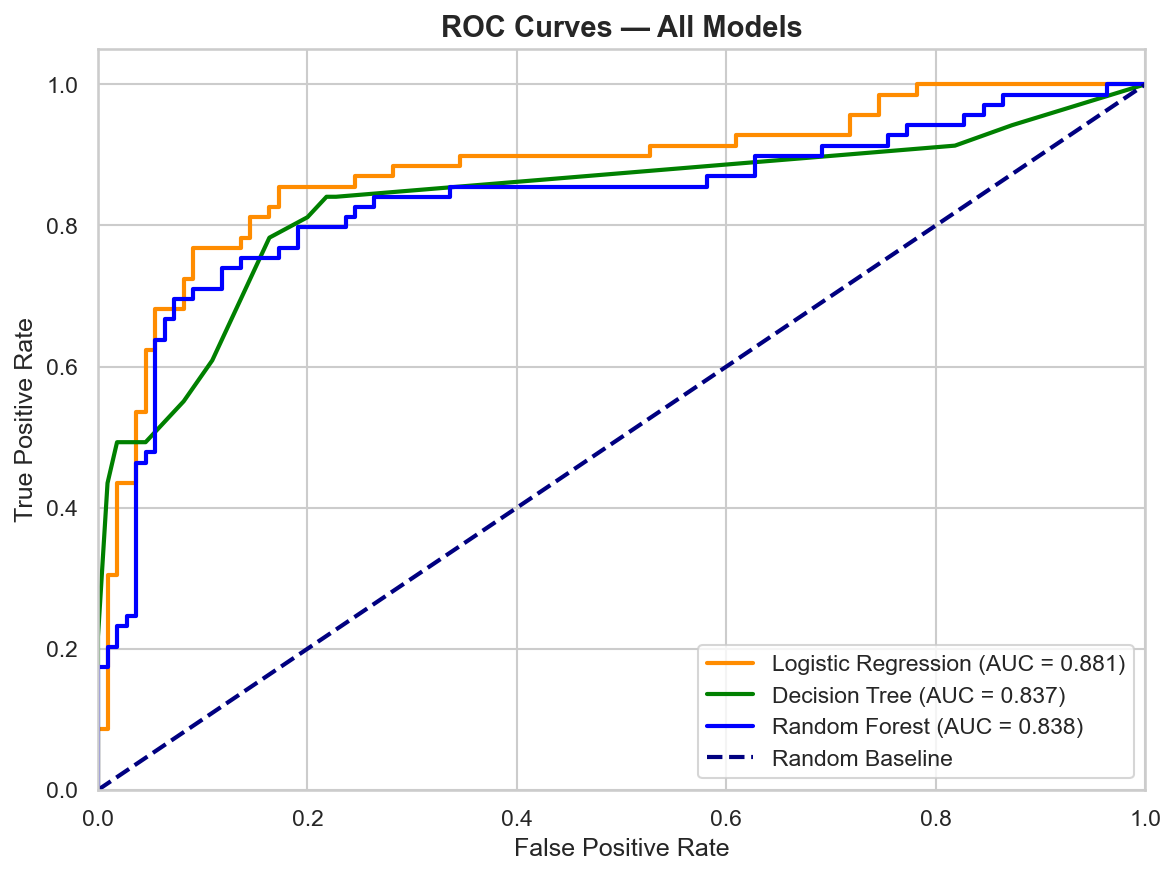 ROC Curves — All Models
True Positive Rate
1.0
0.8
0.6
0.4
0.2
0.0
0.0 0.2 0.4 0.6 0.8 1.0
False Positive Rate
Logistic Regression (AUC = 0.881)
Decision Tree (AUC = 0.837)
Random Forest (AUC = 0.838)
Random Baseline